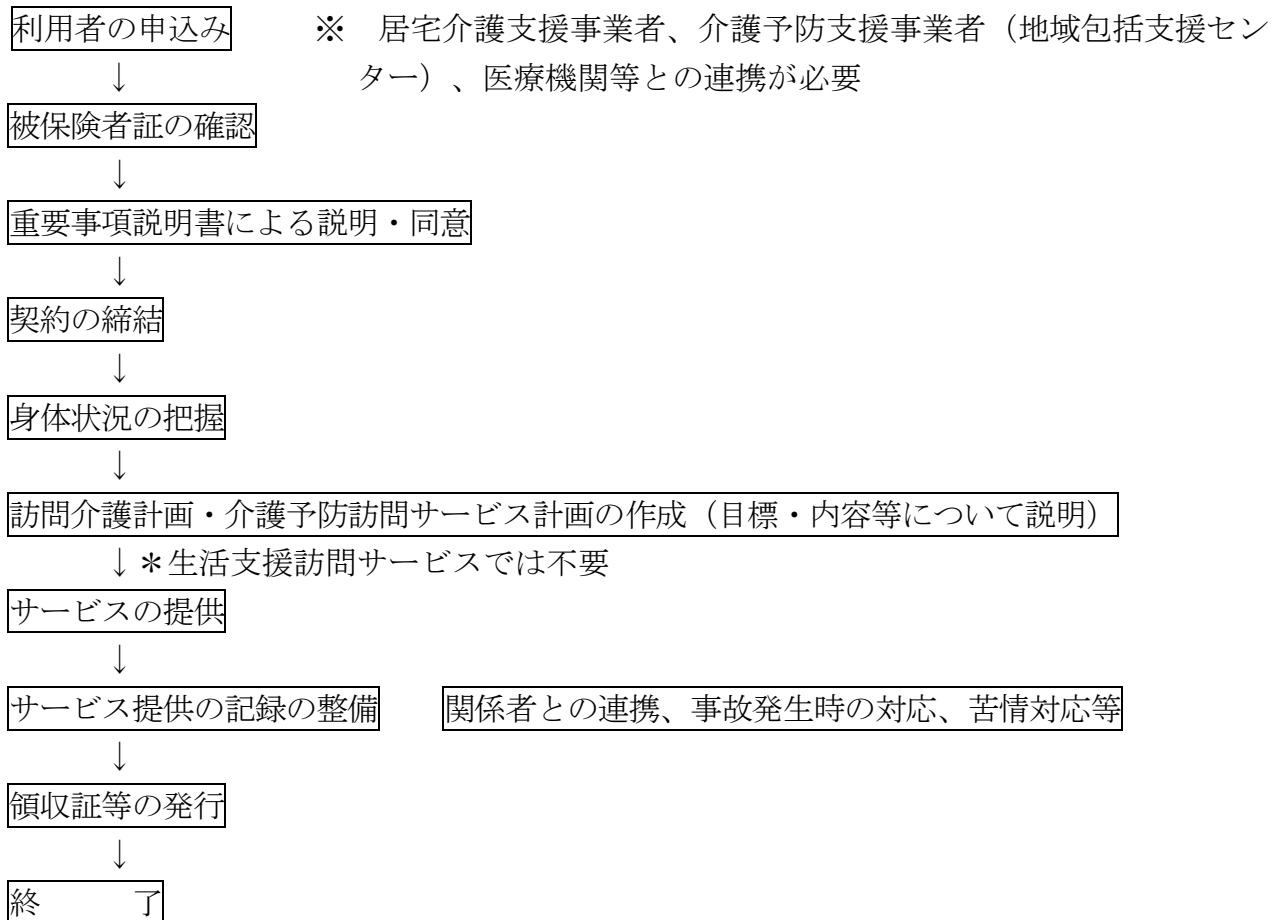 利用者の申込み　　※　居宅介護支援事業者、介護予防支援事業者（地域包括支援セン
↓　　ター）、医療機関等との連携が必要
被保険者証の確認
↓
重要事項説明書による説明・同意
↓
契約の締結
↓
身体状況の把握
↓
訪問介護計画・介護予防訪問サービス計画の作成（目標・内容等について説明）
↓＊生活支援訪問サービスでは不要
サービスの提供
↓
サービス提供の記録の整備　　関係者との連携、事故発生時の対応、苦情対応等
↓
領収証等の発行
↓
終　　　了